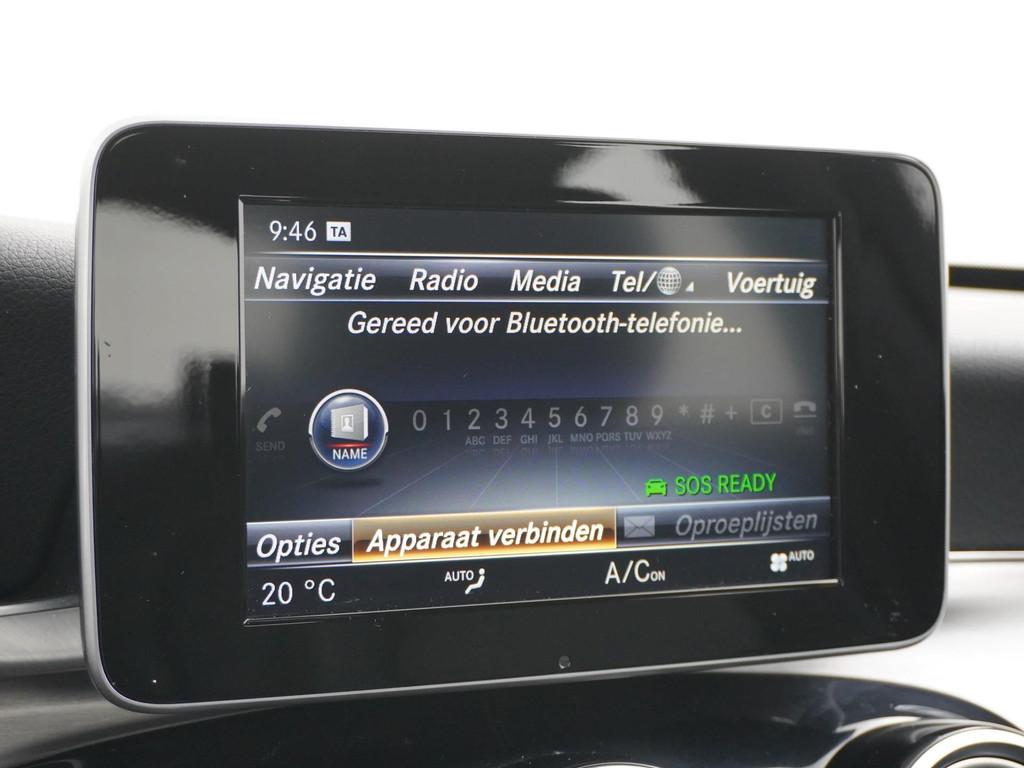 9:46 TA
Navigatie Radio Media Tel/ Voertuig
Gereed voor Bluetooth-telefonie...
SEND NAME 0 1 2 3 4 5 6 7 8 9 * # + C
ABC DEF GHI JKL MNO PQRS TUV WXYZ
SOS READY
Opties Apparaat verbinden Oproeplijsten
20 °C AUTO A/C ON AUTO